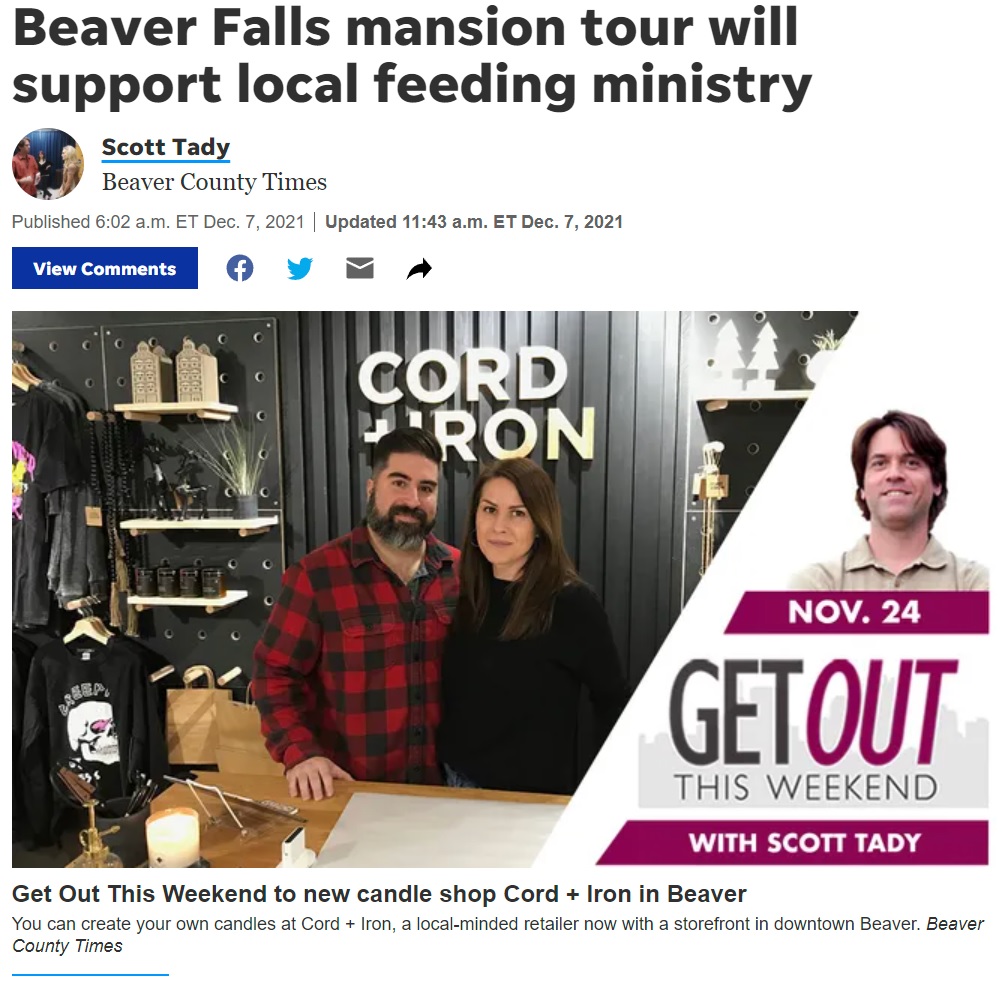 Beaver Falls mansion tour will
support local feeding ministry
Scott Tady
Beaver County Times
Published 6:02 a.m. ET Dec. 7, 2021 | Updated 11:43 a.m. ET Dec. 7, 2021
View Comments
CORD
+ IRON
NOV. 24
GET OUT
THIS WEEKEND
WITH SCOTT TADY
Get Out This Weekend to new candle shop Cord + Iron in Beaver
You can create your own candles at Cord + Iron, a local-minded retailer now with a storefront in downtown Beaver. Beaver
County Times